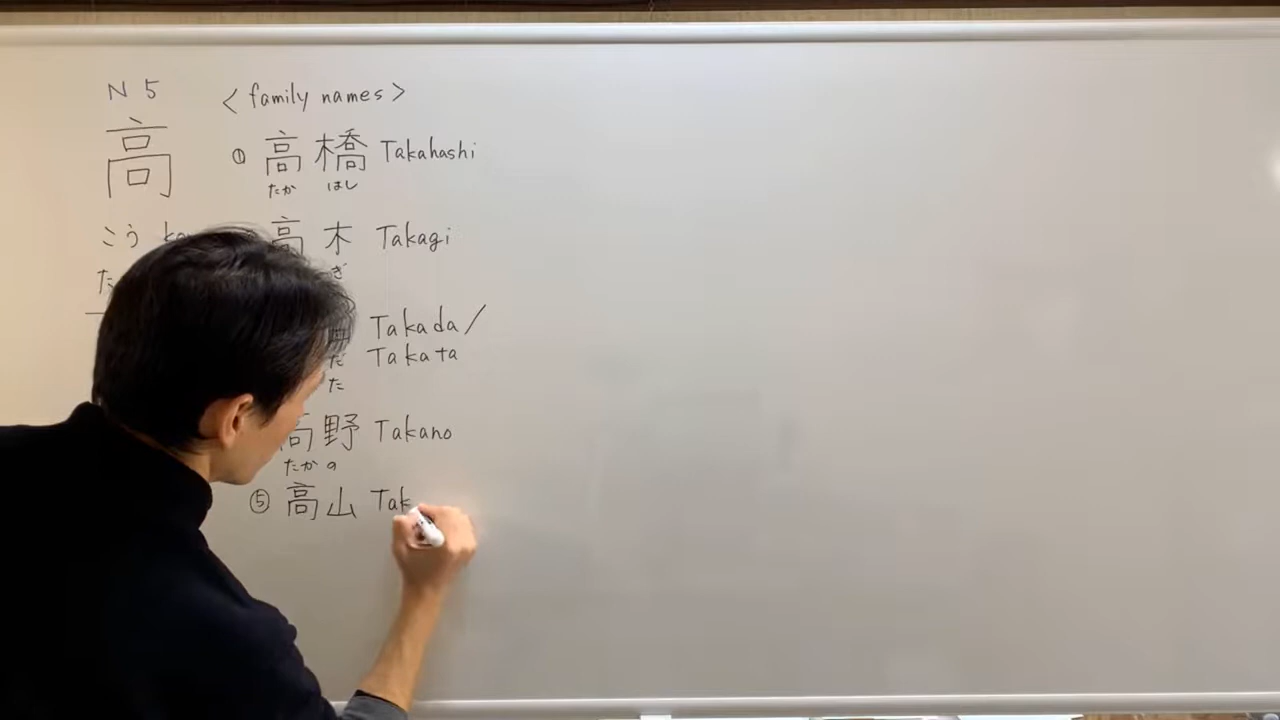 N5
<family names>
高
① 高橋 Takahashi
たか はし
こう
高木 Takagi
ぎ
た
Takada/
だ Takata
た
高野 Takano
たか の
⑤ 高山 Tak